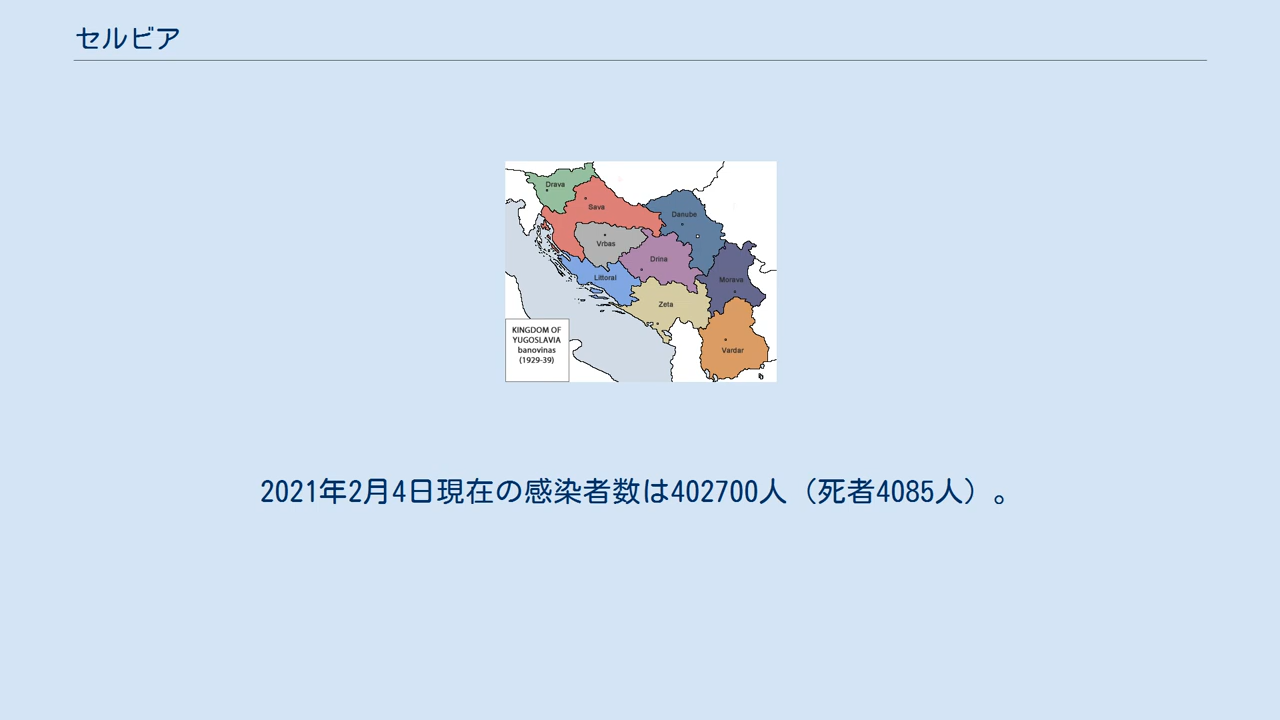 セルビア
Drava
Sava
Danube
Vrbas
Drina
Littoral
Morava
Zeta
KINGDOM OF
YUGOSLAVIA
banovinas
(1929-39)
Vardar
2021年2月4日現在の感染者数は402700人（死者4085人）。